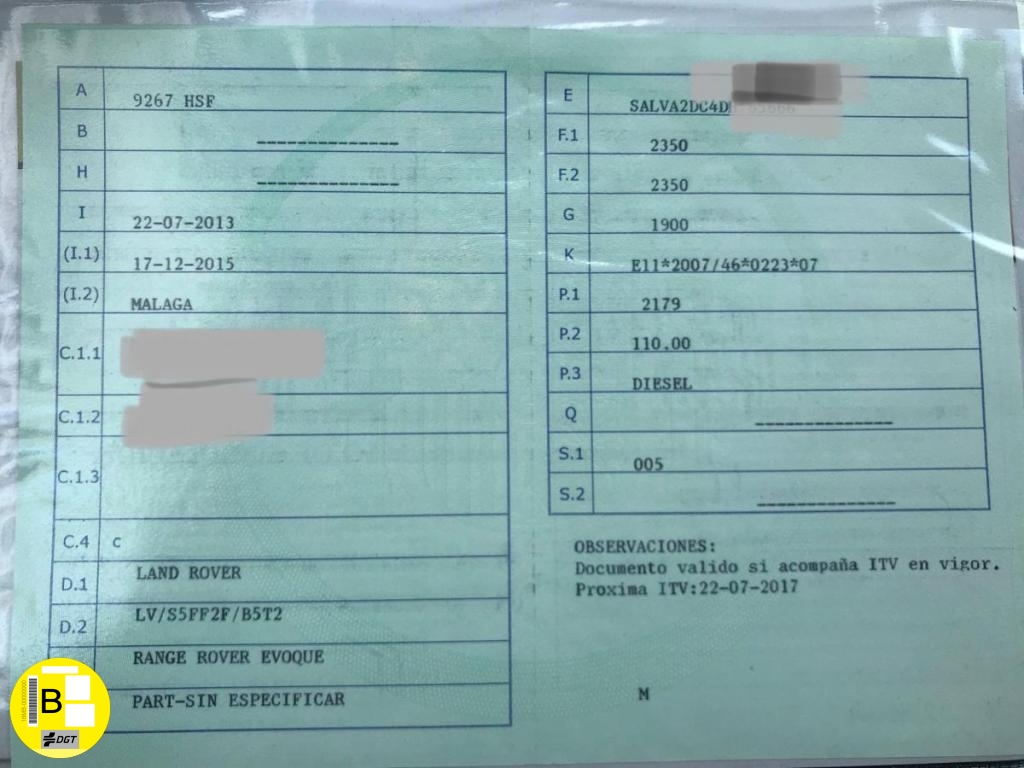 A 9267 HSF
B --------------
H --------------
I 22-07-2013
(I.1) 17-12-2015
(I.2) MALAGA
C.1.1
C.1.2
C.1.3
C.4 c
D.1 LAND ROVER
D.2 LV/S5FF2F/B5T2
RANGE ROVER EVOQUE
PART-SIN ESPECIFICAR
E SALVA2DC4D
F.1 2350
F.2 2350
G 1900
K E11*2007/46*0223*07
P.1 2179
P.2 110.00
P.3 DIESEL
Q --------------
S.1 005
S.2 --------------
OBSERVACIONES:
Documento valido si acompaña ITV en vigor.
Proxima ITV:22-07-2017
M
B
DGT